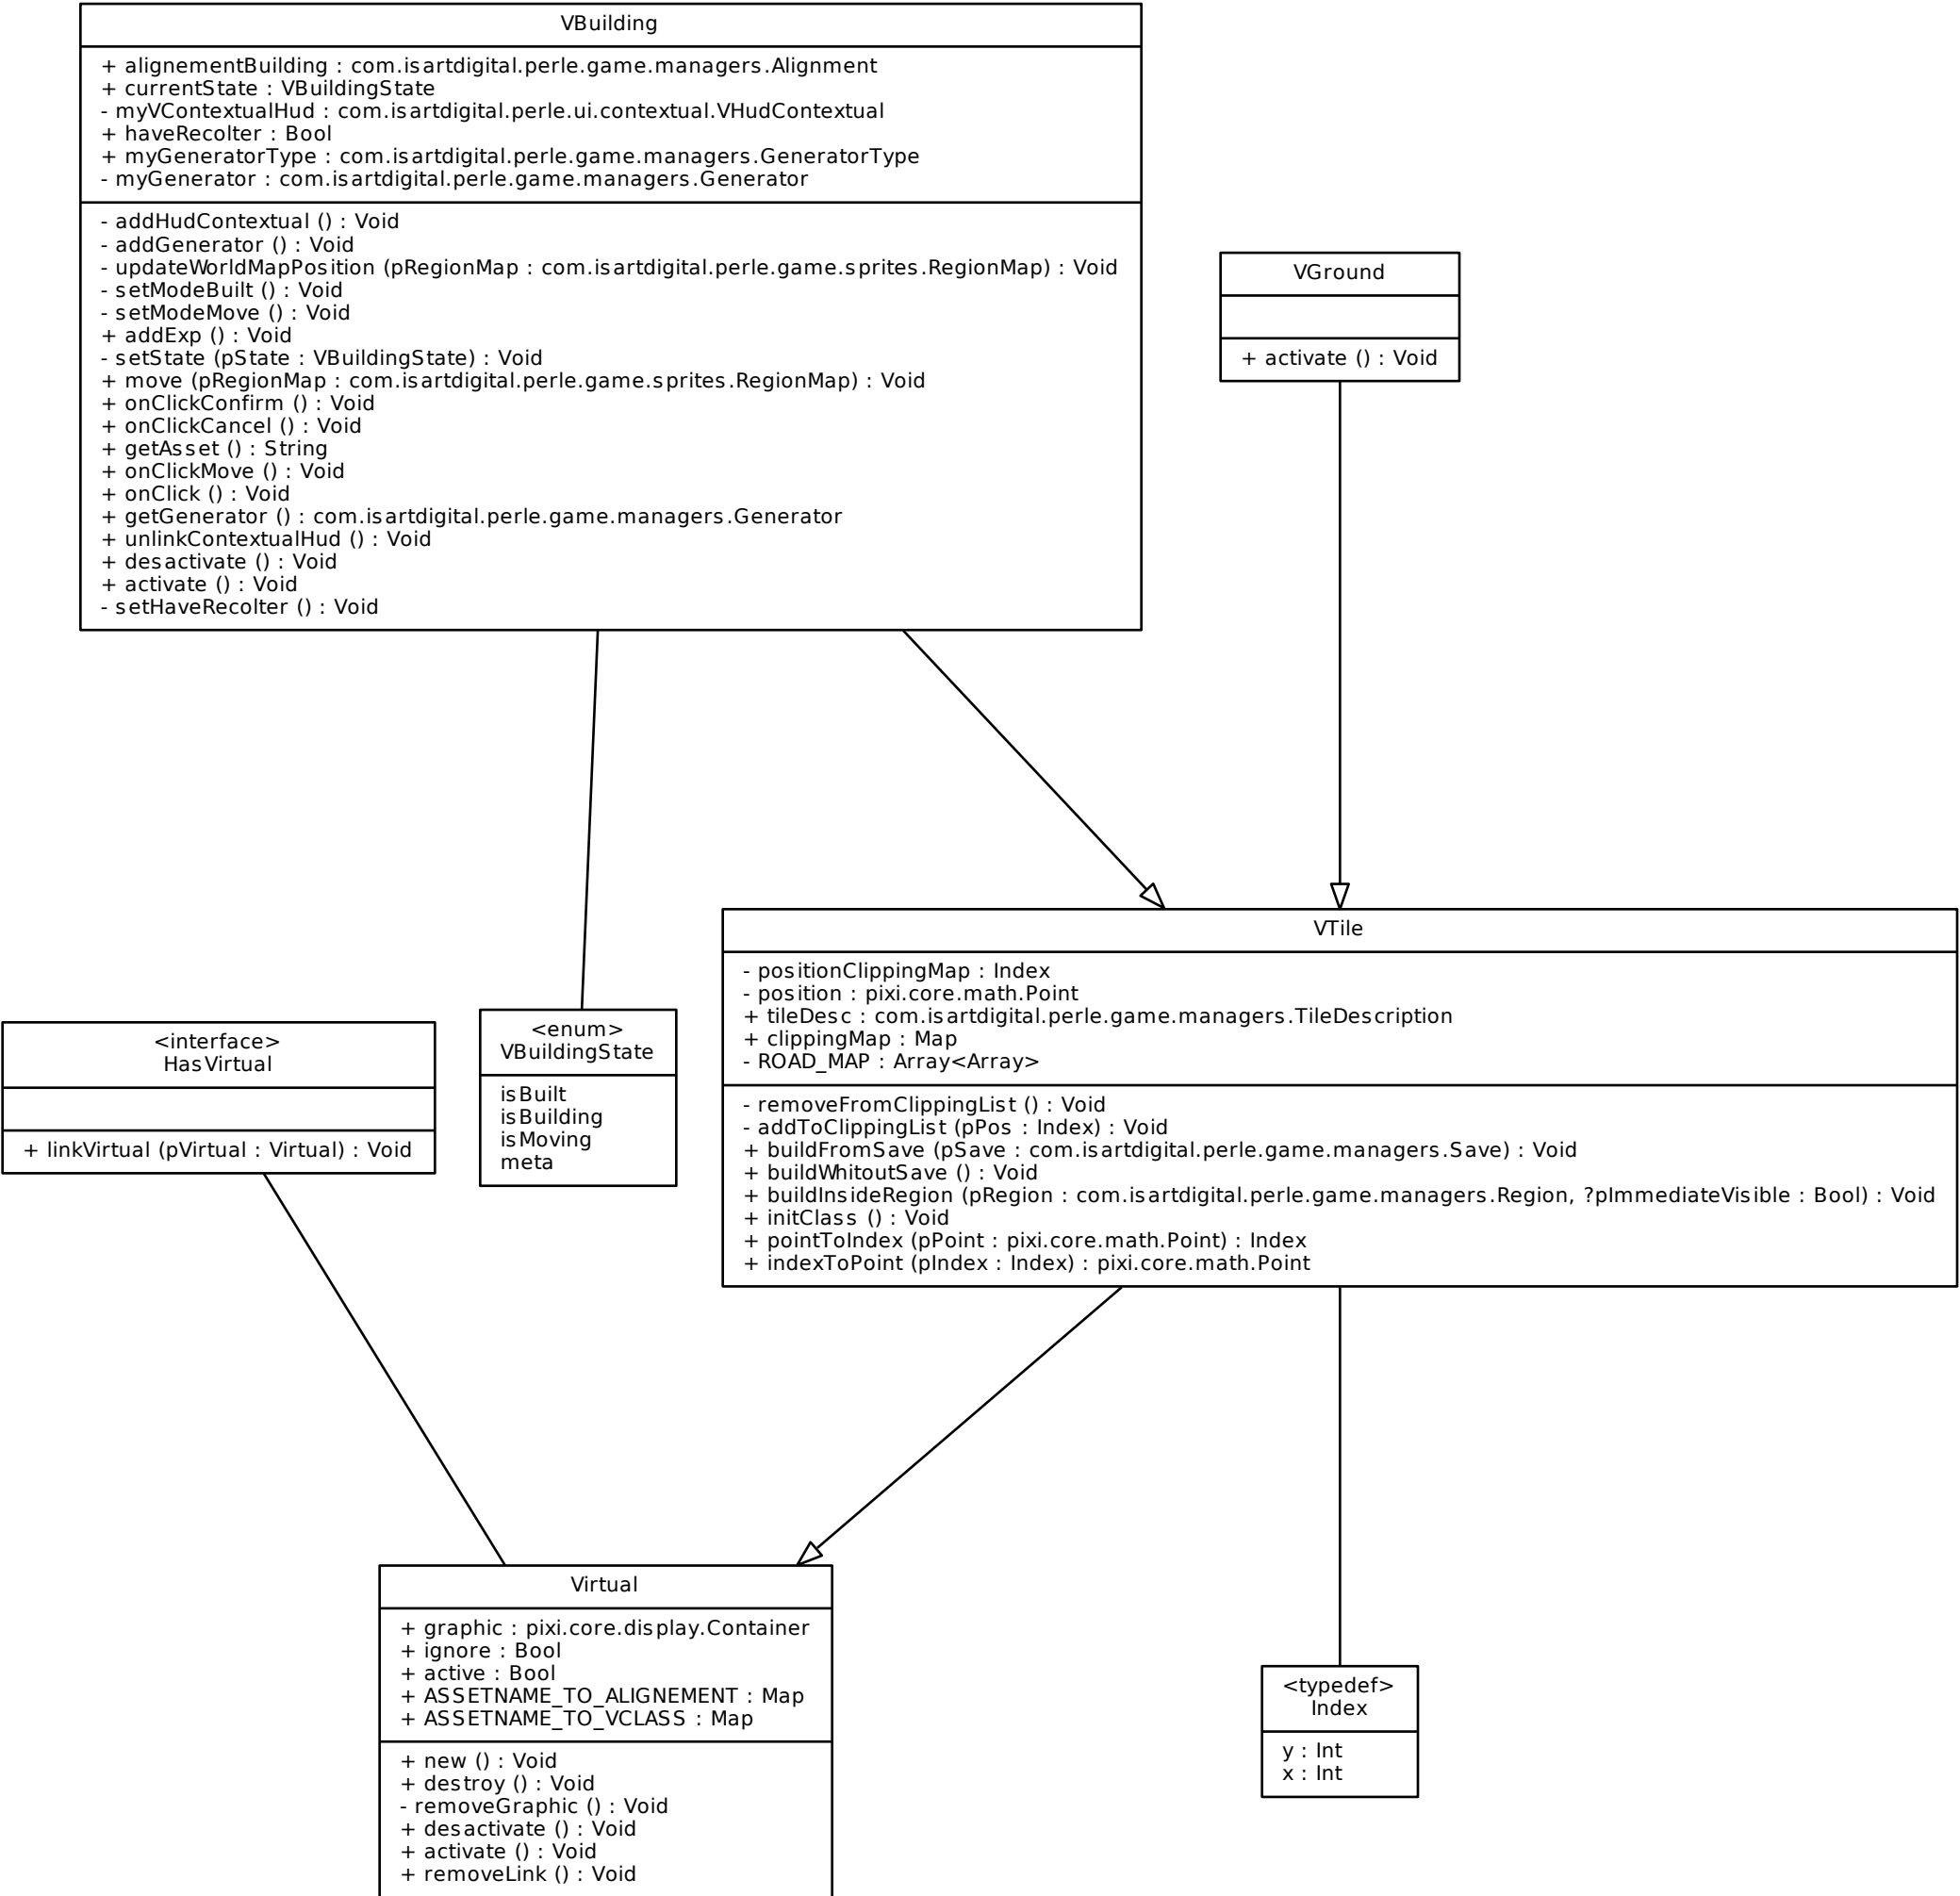 VBuilding
+ alignementBuilding : com.isartdigital.perle.game.managers.Alignment
+ currentState : VBuildingState
- myVContextualHud : com.isartdigital.perle.ui.contextual.VHudContextual
+ haveRecolter : Bool
+ myGeneratorType : com.isartdigital.perle.game.managers.GeneratorType
- myGenerator : com.isartdigital.perle.game.managers.Generator
- addHudContextual () : Void
- addGenerator () : Void
- updateWorldMapPosition (pRegionMap : com.isartdigital.perle.game.sprites.RegionMap) : Void
- setModeBuilt () : Void
- setModeMove () : Void
+ addExp () : Void
- setState (pState : VBuildingState) : Void
+ move (pRegionMap : com.isartdigital.perle.game.sprites.RegionMap) : Void
+ onClickConfirm () : Void
+ onClickCancel () : Void
+ getAsset () : String
+ onClickMove () : Void
+ onClick () : Void
+ getGenerator () : com.isartdigital.perle.game.managers.Generator
+ unlinkContextualHud () : Void
+ desactivate () : Void
+ activate () : Void
- setHaveRecolter () : Void
VGround
+ activate () : Void
VTile
- positionClippingMap : Index
- position : pixi.core.math.Point
+ tileDesc : com.isartdigital.perle.game.managers.TileDescription
+ clippingMap : Map
- ROAD_MAP : Array<Array>
- removeFromClippingList () : Void
- addToClippingList (pPos : Index) : Void
+ buildFromSave (pSave : com.isartdigital.perle.game.managers.Save) : Void
+ buildWhitoutSave () : Void
+ buildInsideRegion (pRegion : com.isartdigital.perle.game.managers.Region, ?pImmediateVisible : Bool) : Void
+ initClass () : Void
+ pointToIndex (pPoint : pixi.core.math.Point) : Index
+ indexToPoint (pIndex : Index) : pixi.core.math.Point
<interface>
HasVirtual
+ linkVirtual (pVirtual : Virtual) : Void
<enum>
VBuildingState
isBuilt
isBuilding
isMoving
meta
Virtual
+ graphic : pixi.core.display.Container
+ ignore : Bool
+ active : Bool
+ ASSETNAME_TO_ALIGNEMENT : Map
+ ASSETNAME_TO_VCLASS : Map
+ new () : Void
+ destroy () : Void
- removeGraphic () : Void
+ desactivate () : Void
+ activate () : Void
+ removeLink () : Void
<typedef>
Index
y : Int
x : Int